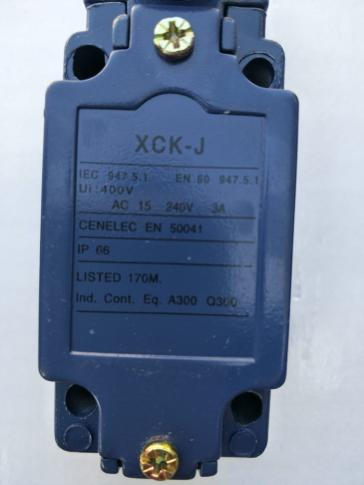 XCK-J
IEC 947.5.1 EN 60 947.5.1
Ui:400V
AC 15 240V 3A
CENELEC EN 50041
IP 66
LISTED 170M.
Ind. Cont. Eq. A300 Q300